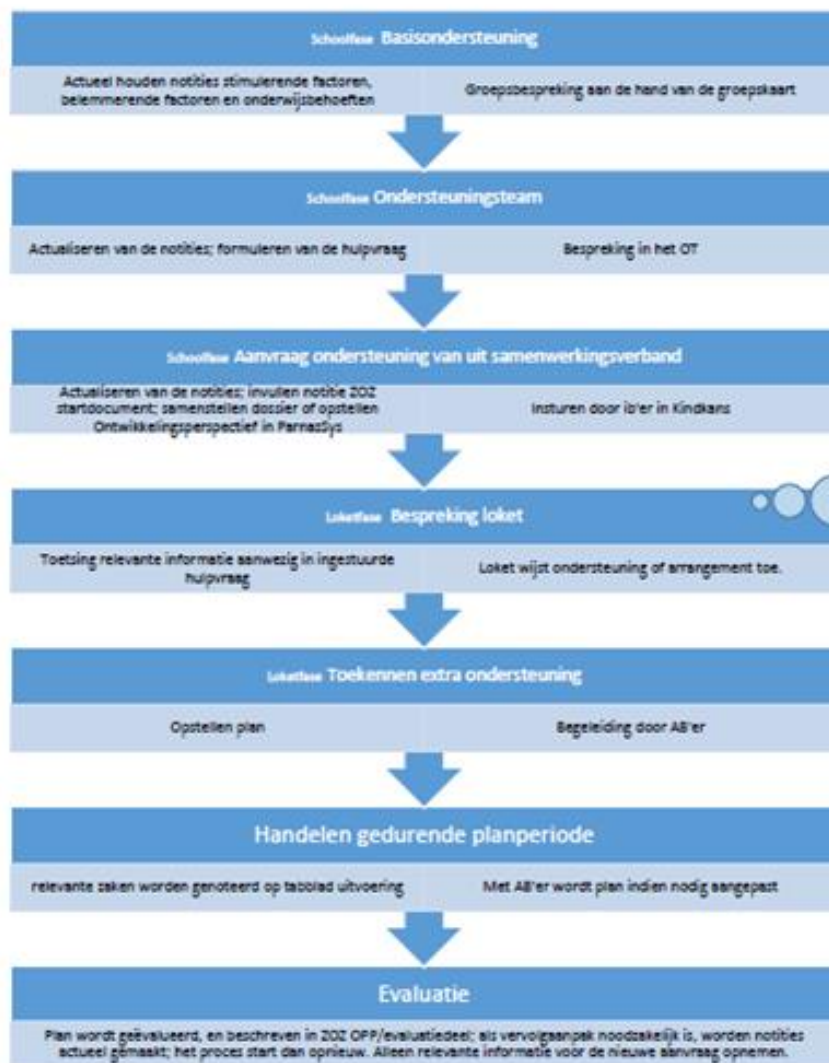 Schoolfase Basisondersteuning
Actueel houden notities stimulerende factoren,
belemmerende factoren en onderwijsbehoeften
Groepsbespreking aan de hand van de groepskaart
Schoolfase Ondersteuningsteam
Actualiseren van de notities; formuleren van de hulpvraag
Bespreking in het OT
Schoolfase Aanvraag ondersteuning van uit samenwerkingsverband
Actualiseren van de notities; invullen notitie ZOZ
startdocument; samenstellen dossier of opstellen
Ontwikkelingsperspectief in ParnasSys
Insturen door ib'er in Kindkans
Loketfase Bespreking loket
Toetsing relevante informatie aanwezig in ingestuurde
hulpvraag
Loket wijst ondersteuning of arrangement toe.
Loketfase Toekennen extra ondersteuning
Opstellen plan
Begeleiding door AB'er
Handelen gedurende planperiode
relevante zaken worden genoteerd op tabblad uitvoering
Met AB'er wordt plan indien nodig aangepast
Evaluatie
Plan wordt geëvalueerd, en beschreven in ZOZ OPP/evaluatiedeel; als vervolgaanpak noodzakelijk is, worden notities
actueel gemaakt; het proces start dan opnieuw. Alleen relevante informatie voor de nieuwe aanvraag opnemen.